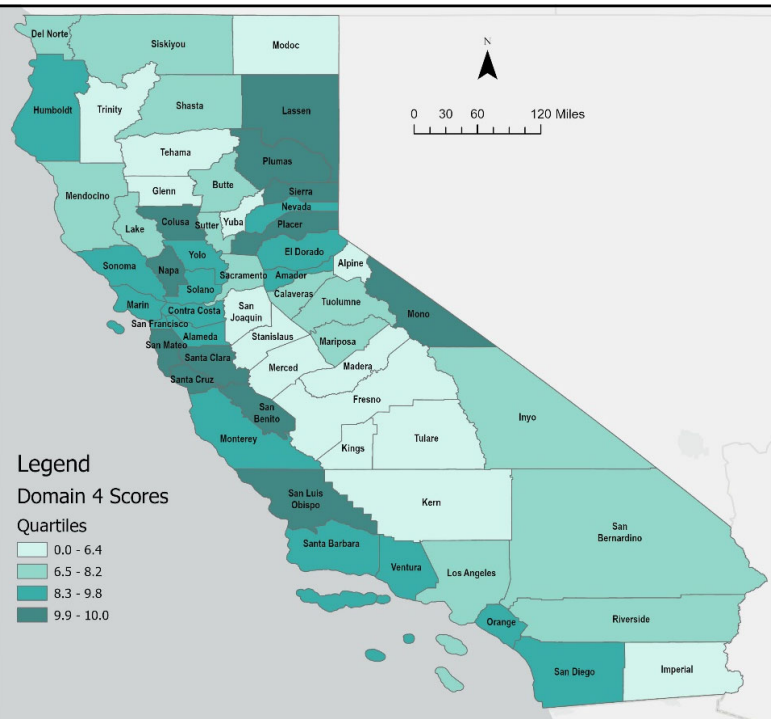 Del Norte
Siskiyou
Modoc
N
Humboldt
Trinity
Shasta
Lassen
0 30 60 120 Miles
Tehama
Plumas
Mendocino
Glenn
Butte
Sierra
Nevada
Lake
Colusa
Sutter
Yuba
Placer
Sonoma
Napa
Yolo
El Dorado
Alpine
Solano
Sacramento
Amador
Marin
Contra Costa
Calaveras
Tuolumne
Mono
San Francisco
San
Joaquin
Alameda
Stanislaus
Mariposa
San Mateo
Santa Clara
Merced
Madera
Santa Cruz
San
Benito
Fresno
Inyo
Monterey
Kings
Tulare
Legend
Domain 4 Scores
Quartiles
0.0 - 6.4
6.5 - 8.2
8.3 - 9.8
9.9 - 10.0
San Luis
Obispo
Kern
San
Bernardino
Santa Barbara
Ventura
Los Angeles
Orange
Riverside
San Diego
Imperial